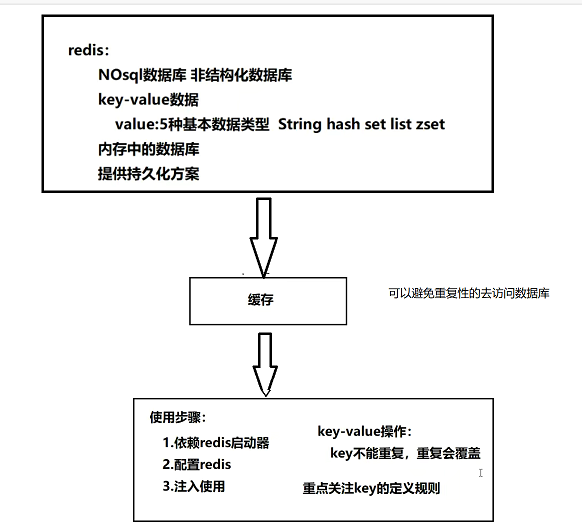 redis：
NOsql数据库 非结构化数据库
key-value数据
value:5种基本数据类型 String hash set list zset
内存中的数据库
提供持久化方案
缓存
可以避免重复性的去访问数据库
使用步骤：
1.依赖redis启动器
2.配置redis
3.注入使用
key-value操作：
key不能重复，重复会覆盖
重点关注key的定义规则